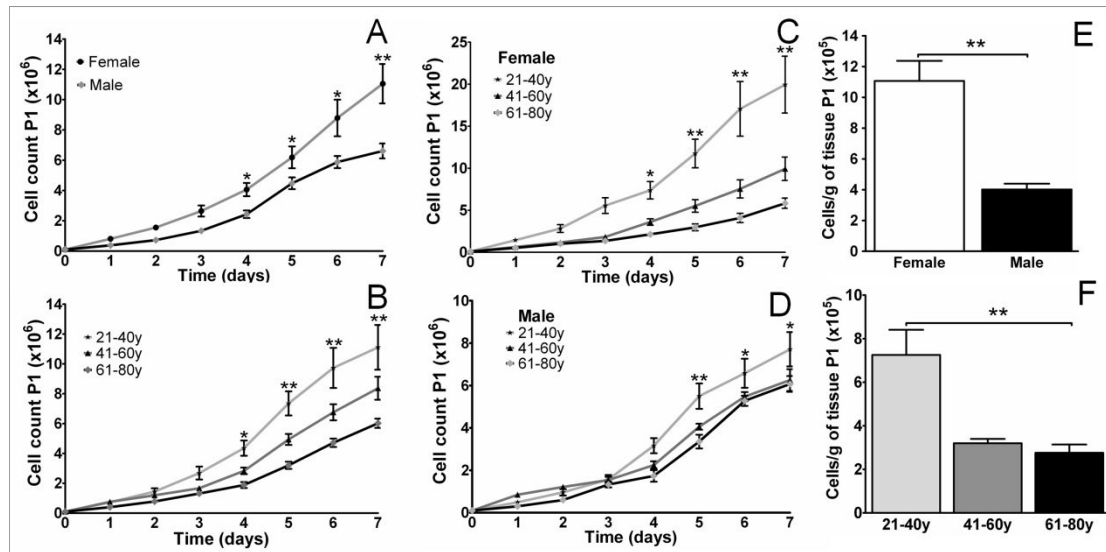 A
Cell count P1 (x10⁶)
14
12
10
8
6
4
2
0
Female
Male
*
*
*
**
0 1 2 3 4 5 6 7
Time (days)
C
Cell count P1 (x10⁶)
25
20
15
10
5
0
Female
21-40y
41-60y
61-80y
*
**
**
**
0 1 2 3 4 5 6 7
Time (days)
E
Cells/g of tissue P1 (x10⁵)
14
12
10
8
6
4
2
0
**
Female Male
B
Cell count P1 (x10⁶)
14
12
10
8
6
4
2
0
21-40y
41-60y
61-80y
*
**
**
**
0 1 2 3 4 5 6 7
Time (days)
D
Cell count P1 (x10⁶)
10
8
6
4
2
0
Male
21-40y
41-60y
61-80y
**
*
*
0 1 2 3 4 5 6 7
Time (days)
F
Cells/g of tissue P1 (x10⁵)
10
8
6
4
2
0
**
21-40y 41-60y 61-80y